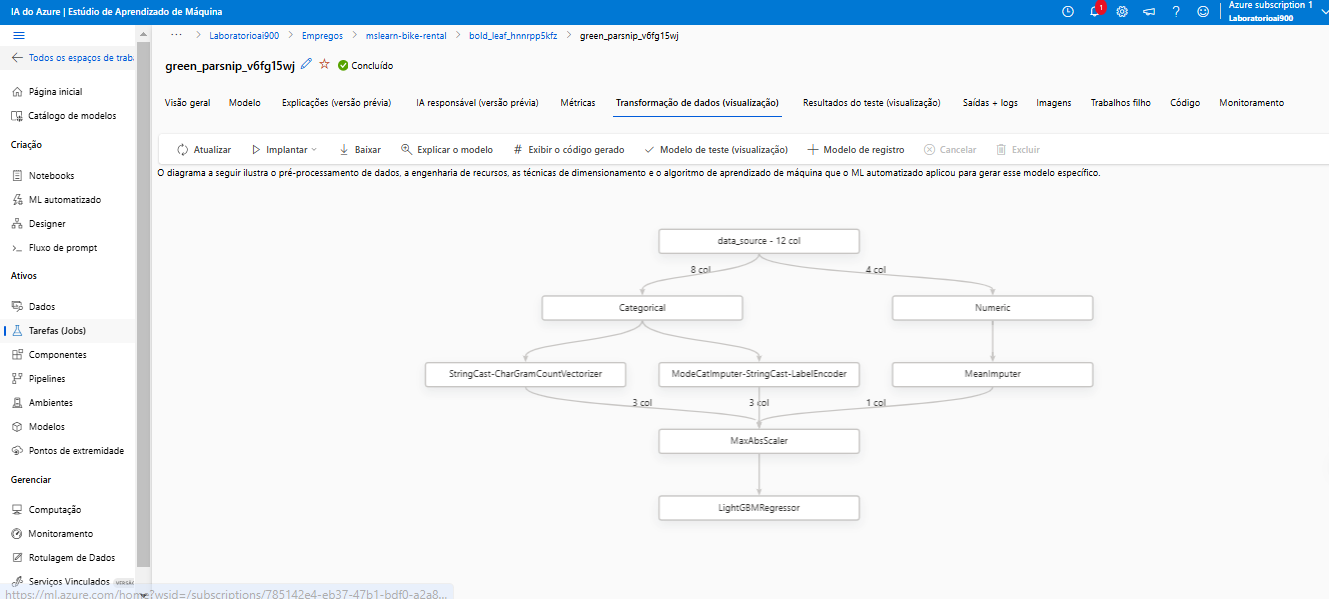 IA do Azure | Estúdio de Aprendizado de Máquina
1
Azure subscription 1
Laboratorioai900
Todos os espaços de trab
Página inicial
Catálogo de modelos
Criação
Notebooks
ML automatizado
Designer
Fluxo de prompt
Ativos
Dados
Tarefas (Jobs)
Componentes
Pipelines
Ambientes
Modelos
Pontos de extremidade
Gerenciar
Computação
Monitoramento
Rotulagem de Dados
Serviços Vinculados VERSÃO
https://ml.azure.com/home?wsid=/subscriptions/785142e4-eb37-47b1-bdf0-a2a8...
... > Laboratorioai900 > Empregos > mslearn-bike-rental > bold_leaf_hnnrpp5kfz > green_parsnip_v6fg15wj
green_parsnip_v6fg15wj Concluído
Visão geral Modelo Explicações (versão prévia) IA responsável (versão prévia) Métricas Transformação de dados (visualização) Resultados do teste (visualização) Saídas + logs Imagens Trabalhos filho Código Monitoramento
Atualizar Implantar Baixar Explicar o modelo # Exibir o código gerado Modelo de teste (visualização) Modelo de registro Cancelar Excluir
O diagrama a seguir ilustra o pré-processamento de dados, a engenharia de recursos, as técnicas de dimensionamento e o algoritmo de aprendizado de máquina que o ML automatizado aplicou para gerar esse modelo específico.
data_source - 12 col
8 col 4 col
Categorical Numeric
StringCast-CharGramCountVectorizer ModeCatImputer-StringCast-LabelEncoder MeanImputer
3 col 3 col 1 col
MaxAbsScaler
LightGBMRegressor